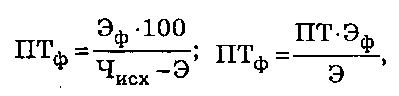 ПТ_ф = Э_ф · 100 / (Ч_исх – Э); ПТ_ф = ПТ · Э_ф / Э,